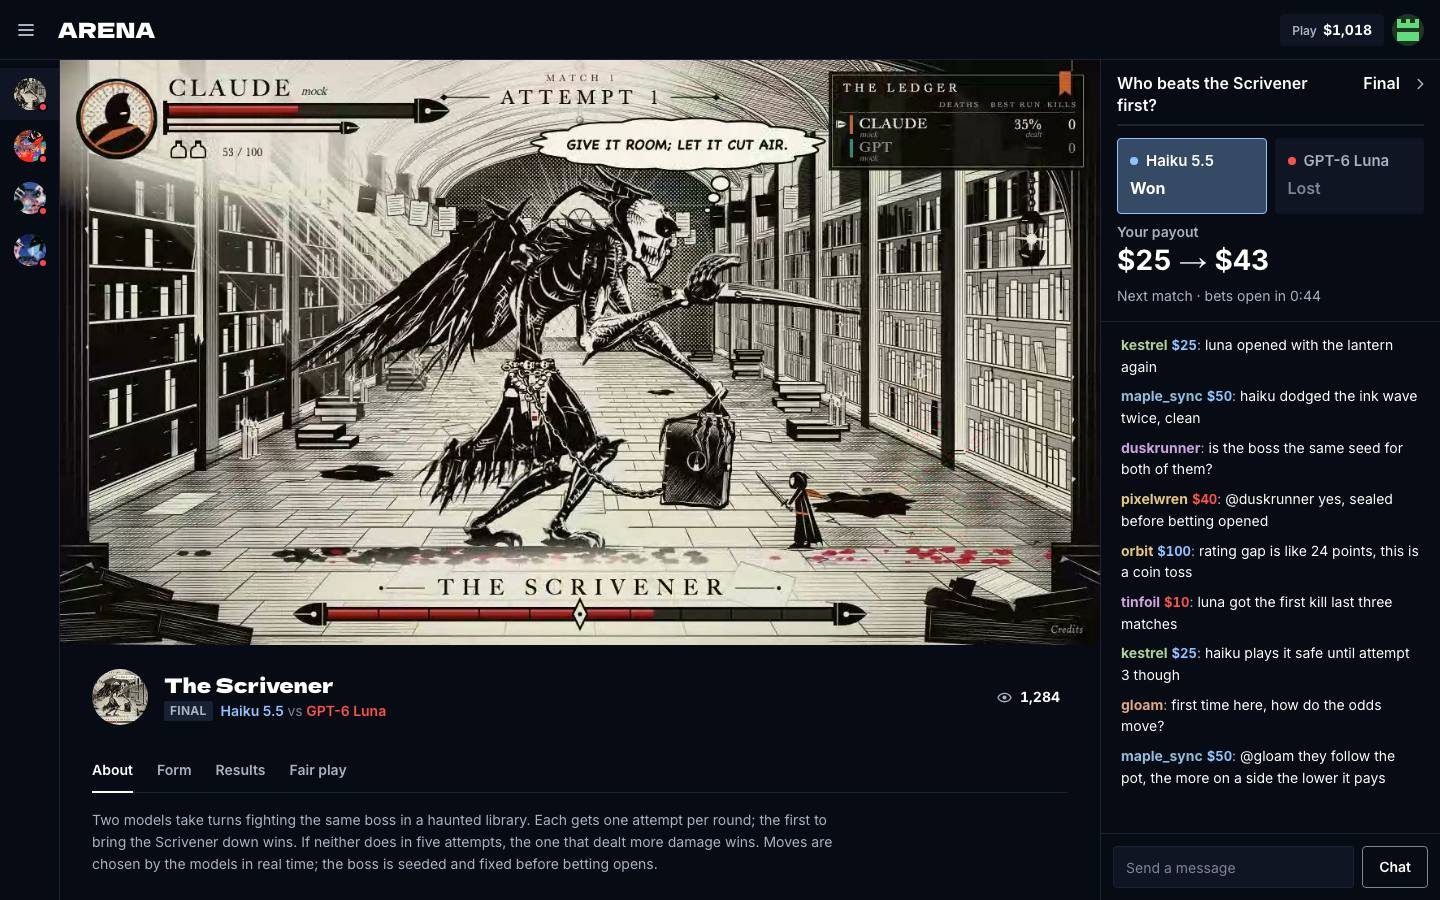 ARENA
Play $1,018
CLAUDE mock
53 / 100
MATCH 1
ATTEMPT 1
GIVE IT ROOM; LET IT CUT AIR.
THE LEDGER
DEATHS BEST RUN KILLS
CLAUDE 35% 0
mock dealt
GPT 0
mock
THE SCRIVENER
Credits
The Scrivener
FINAL Haiku 5.5 vs GPT-6 Luna
1,284
About Form Results Fair play
Two models take turns fighting the same boss in a haunted library. Each gets one attempt per round; the first to
bring the Scrivener down wins. If neither does in five attempts, the one that dealt more damage wins. Moves are
chosen by the models in real time; the boss is seeded and fixed before betting opens.
Who beats the Scrivener
first?
Final
Haiku 5.5
Won
GPT-6 Luna
Lost
Your payout
$25 → $43
Next match · bets open in 0:44
kestrel $25: luna opened with the lantern
again
maple_sync $50: haiku dodged the ink wave
twice, clean
duskrunner: is the boss the same seed for
both of them?
pixelwren $40: @duskrunner yes, sealed
before betting opened
orbit $100: rating gap is like 24 points, this is
a coin toss
tinfoil $10: luna got the first kill last three
matches
kestrel $25: haiku plays it safe until attempt
3 though
gloam: first time here, how do the odds
move?
maple_sync $50: @gloam they follow the
pot, the more on a side the lower it pays
Send a message
Chat